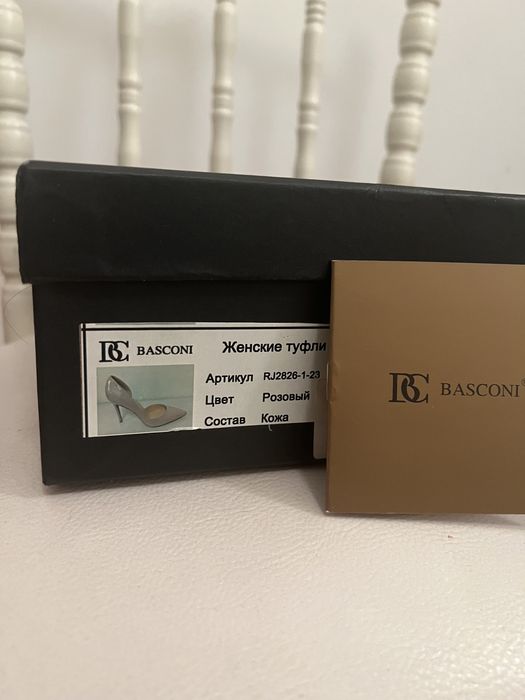 BC BASCONI Женские туфли
Артикул RJ2826-1-23
Цвет Розовый
Состав Кожа
BC BASCONI®